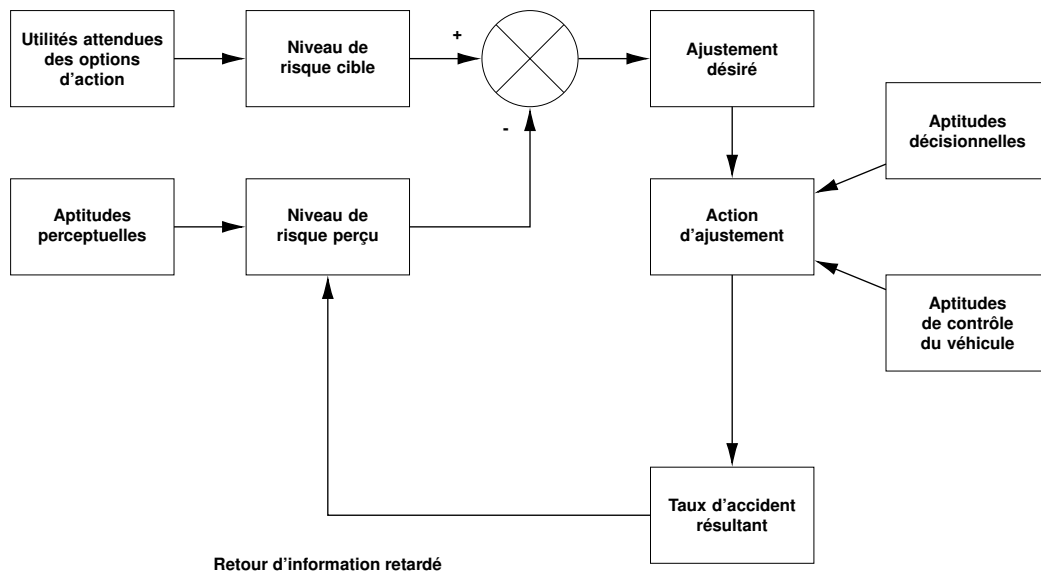 Utilités attendues
des options
d'action
Niveau de
risque cible
+
-
Ajustement
désiré
Aptitudes
décisionnelles
Aptitudes
perceptuelles
Niveau de
risque perçu
Action
d'ajustement
Aptitudes
de contrôle
du véhicule
Taux d'accident
résultant
Retour d'information retardé